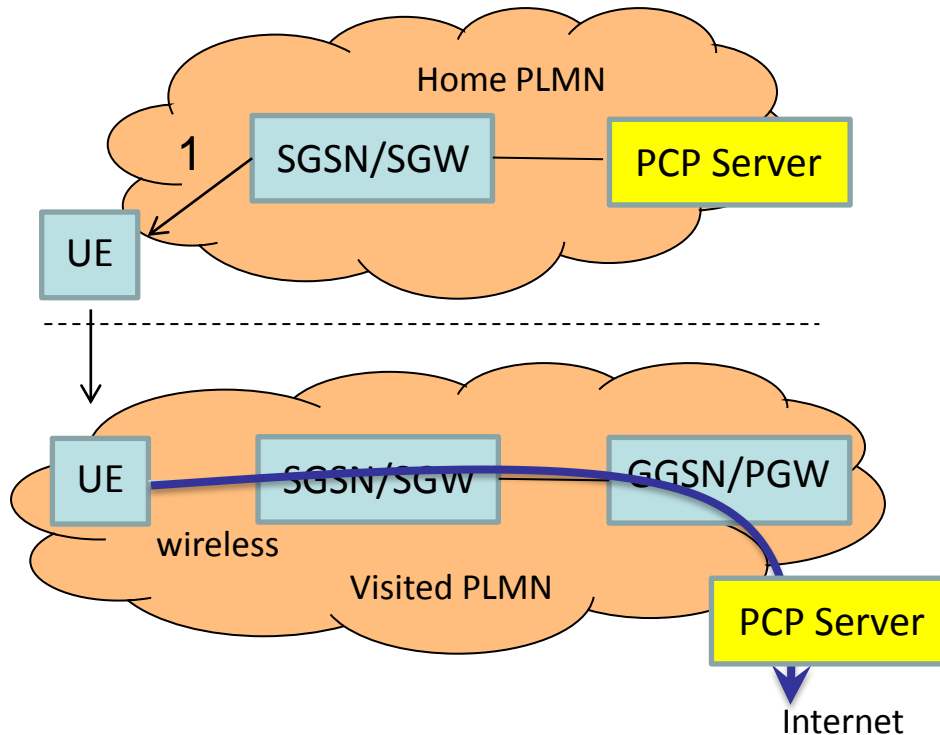 Home PLMN
1
SGSN/SGW
PCP Server
UE
UE
SGSN/SGW
GGSN/PGW
wireless
Visited PLMN
PCP Server
Internet